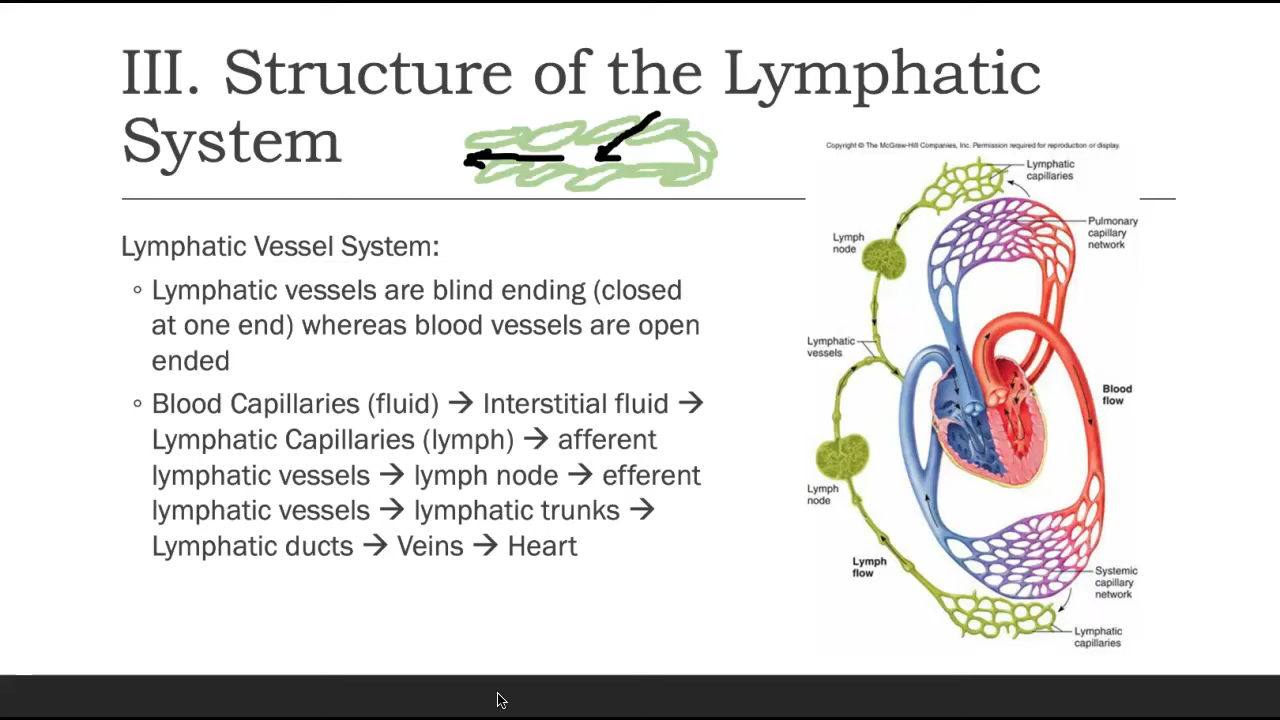 III. Structure of the Lymphatic
System
Copyright © The McGraw-Hill Companies, Inc. Permission required for reproduction or display.
Lymphatic Vessel System:
◦ Lymphatic vessels are blind ending (closed
at one end) whereas blood vessels are open
ended
◦ Blood Capillaries (fluid) → Interstitial fluid →
Lymphatic Capillaries (lymph) → afferent
lymphatic vessels → lymph node → efferent
lymphatic vessels → lymphatic trunks →
Lymphatic ducts → Veins → Heart
Lymphatic
capillaries
Pulmonary
capillary
network
Lymph
node
Lymphatic
vessels
Blood
flow
Lymph
node
Lymph
flow
Systemic
capillary
network
Lymphatic
capillaries